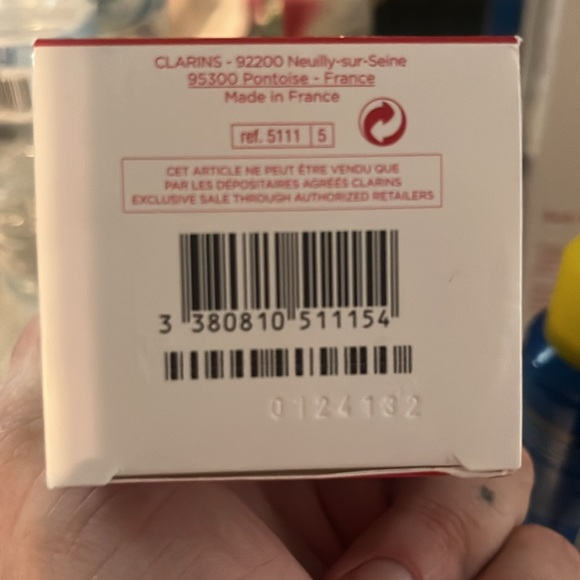 CLARINS - 92200 Neuilly-sur-Seine
95300 Pontoise - France
Made in France
ref. 5111 5
CET ARTICLE NE PEUT ÊTRE VENDU QUE
PAR LES DÉPOSITAIRES AGRÉÉS CLARINS
EXCLUSIVE SALE THROUGH AUTHORIZED RETAILERS
3 380810 511154
0124132